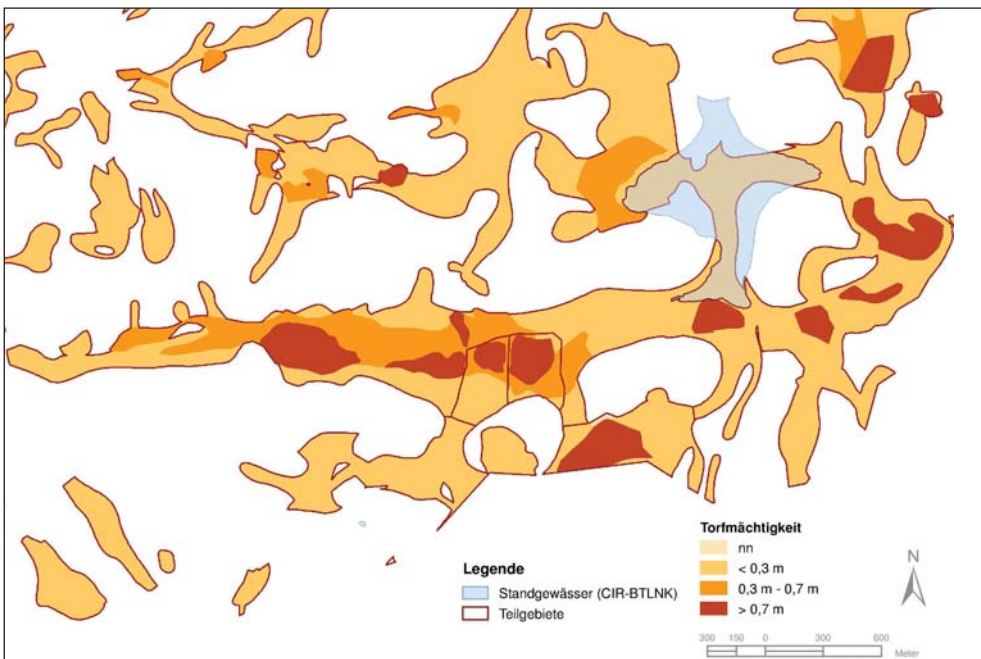 Torfmächtigkeit
nn
< 0,3 m
0,3 m - 0,7 m
> 0,7 m
Legende
Standgewässer (CIR-BTLNK)
Teilgebiete
N
300 150 0 300 600
Meter